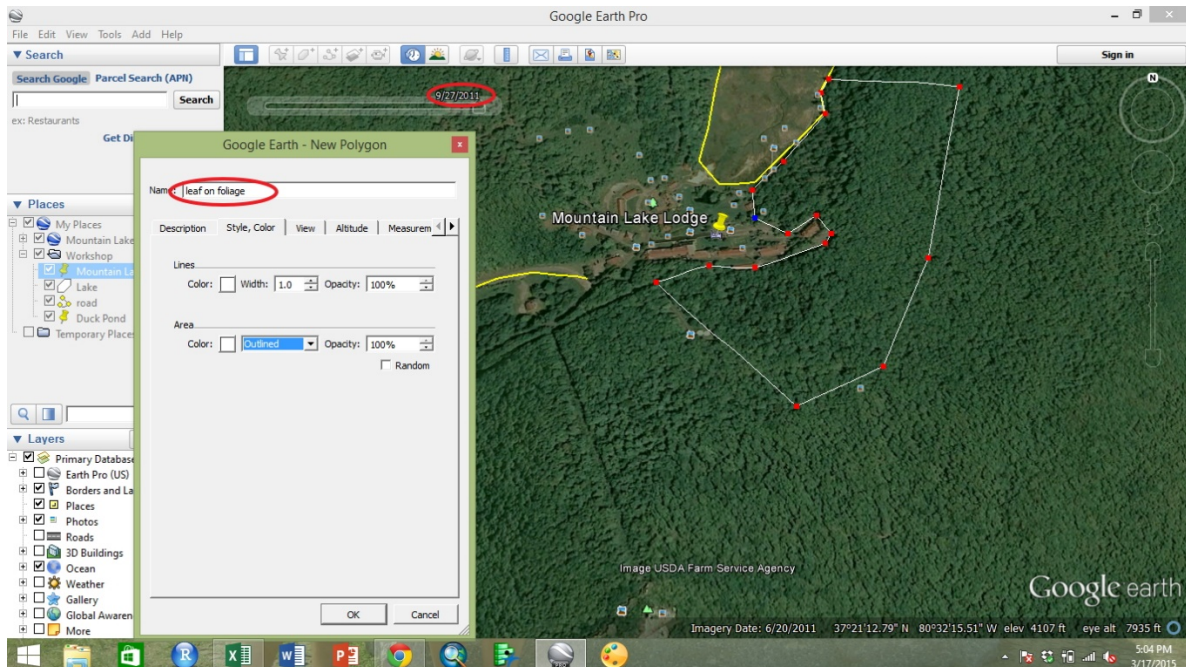 Google Earth Pro
File Edit View Tools Add Help
Search
Sign in
Search Google Parcel Search (APN)
Search
ex: Restaurants
Get Di
Places
My Places
Mountain Lake
Workshop
Mountain La
Lake
road
Duck Pond
Temporary Places
Layers
Primary Database
Earth Pro (US)
Borders and La
Places
Photos
Roads
3D Buildings
Ocean
Weather
Gallery
Global Awaren
More
Google Earth - New Polygon
x
Name: leaf on foliage
Description Style, Color View Altitude Measurem
Lines
Color: Width: 1.0 Opacity: 100%
Area
Color: Outlined Opacity: 100%
Random
OK Cancel
9/27/2011
N
Mountain Lake Lodge
Image USDA Farm Service Agency
Google earth
Imagery Date: 6/20/2011 37°21'12.79" N 80°32'15.51" W elev 4107 ft eye alt 7935 ft
5:04 PM
3/17/2015